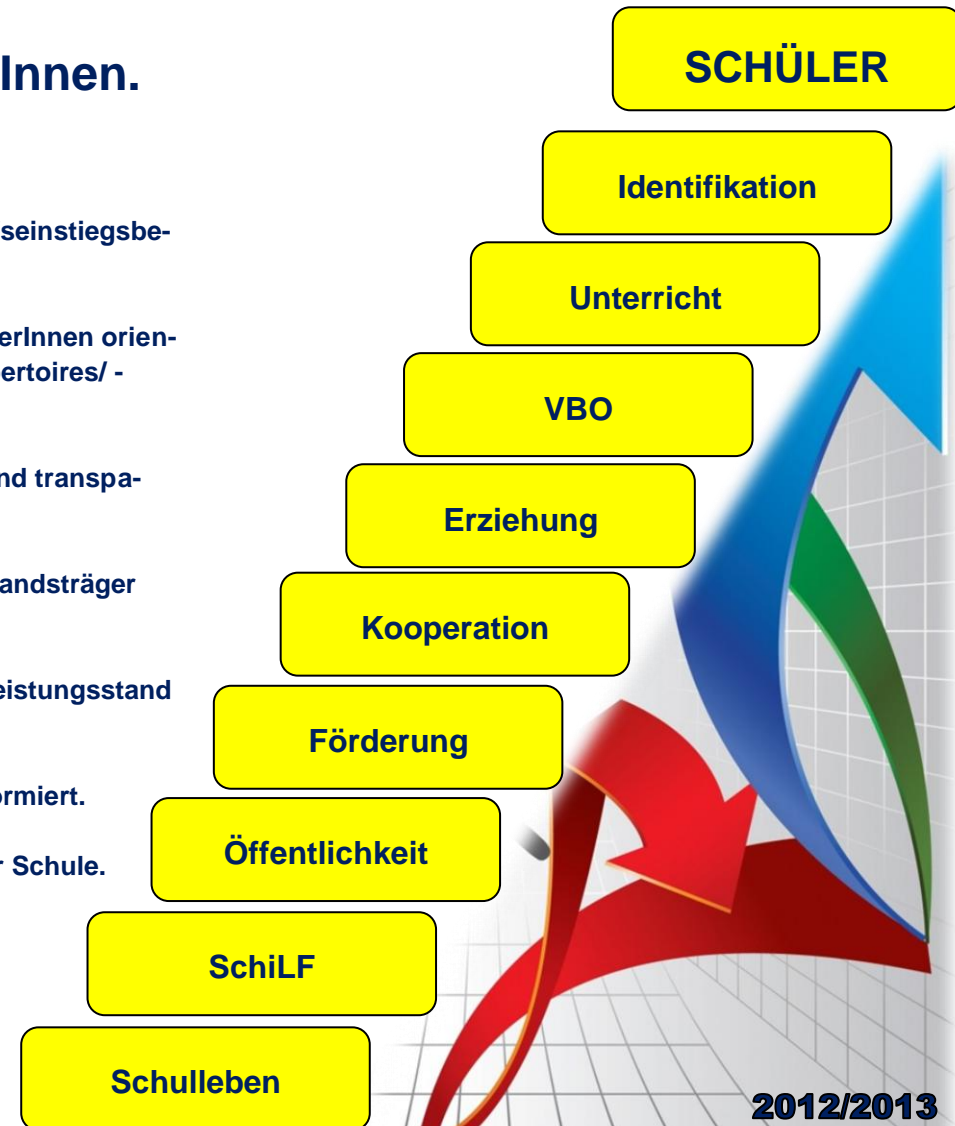 Innen.
SCHÜLER
Identifikation
seinstiegsbe-
Unterricht
erInnen orien-
ertoires/ -
VBO
nd transpa-
Erziehung
andsträger
Kooperation
eistungsstand
Förderung
ormiert.
Öffentlichkeit
r Schule.
SchiLF
Schulleben
2012/2013